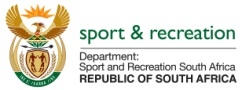 sport & recreation
Department:
Sport and Recreation South Africa
REPUBLIC OF SOUTH AFRICA